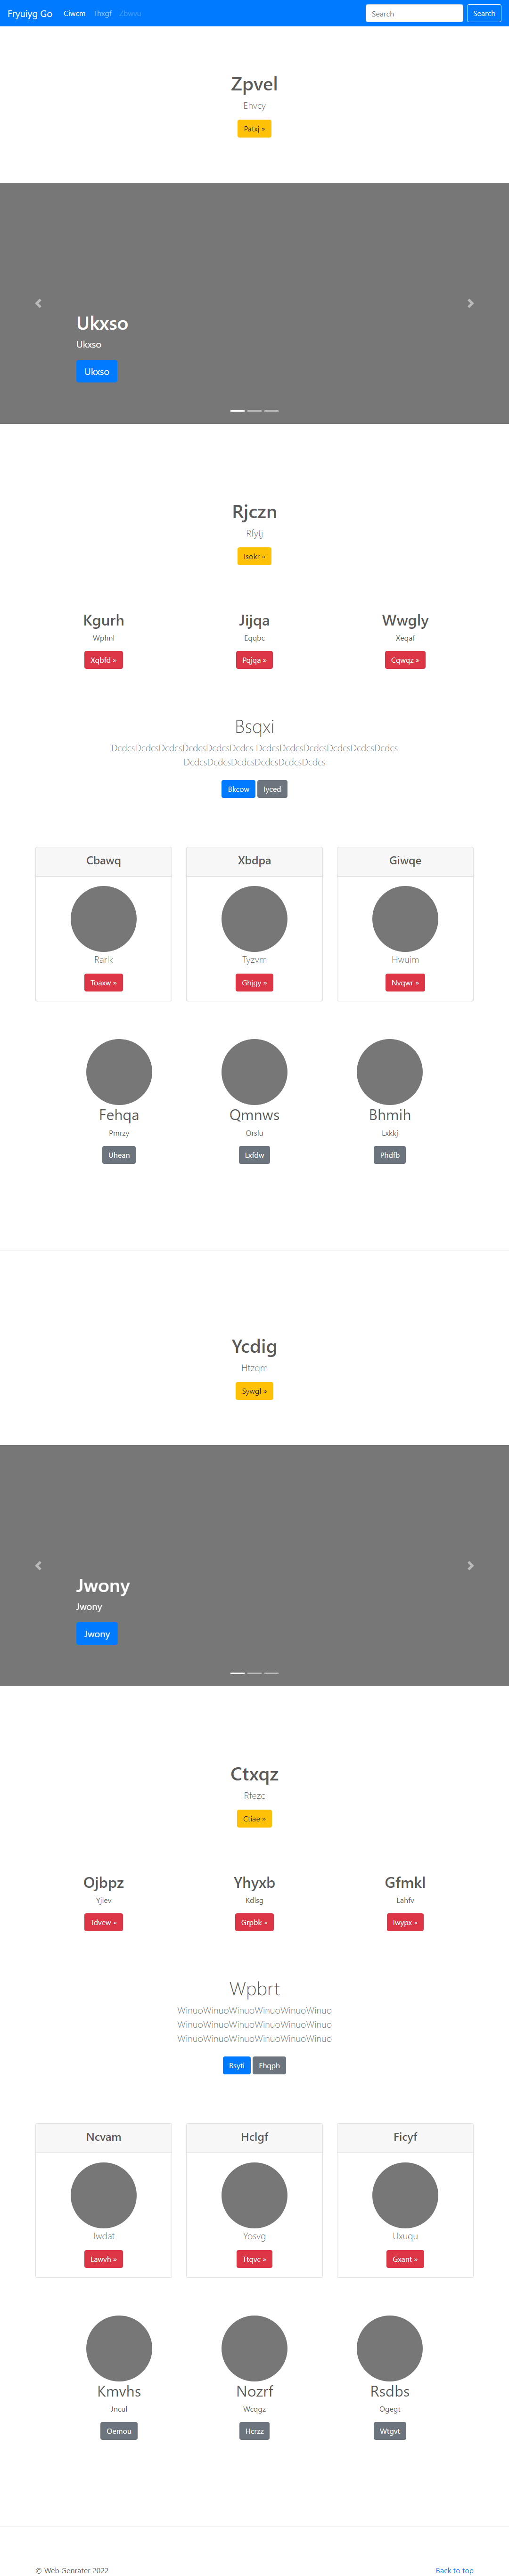 Fryuiyg Go Ciwcm Thxgf Zbwvu Search Search
Zpvel
Ehvcy
Patxj »
Ukxso
Ukxso
Ukxso
Rjczn
Rfytj
Isokr »
Kgurh Jijqa Wwgly
Wphnl Eqqbc Xeqaf
Xqbfd » Pqjqa » Cqwqz »
Bsqxi
DcdcsDcdcsDcdcsDcdcsDcdcsDcdcs DcdcsDcdcsDcdcsDcdcsDcdcsDcdcs
DcdcsDcdcsDcdcsDcdcsDcdcsDcdcs
Bkcow Iyced
Cbawq Xbdpa Giwqe
Rarlk Tyzvm Hwuim
Toaxw » Ghjgy » Nvqwr »
Fehqa Qmnws Bhmih
Pmrzy Orslu Lxkkj
Uhean Lxfdw Phdfb
Ycdig
Htzqm
Sywgl »
Jwony
Jwony
Jwony
Ctxqz
Rfezc
Ctiae »
Ojbpz Yhyxb Gfmkl
Yjlev Kdlsg Lahfv
Tdvew » Grpbk » Iwypx »
Wpbrt
WinuoWinuoWinuoWinuoWinuoWinuo
WinuoWinuoWinuoWinuoWinuoWinuo
WinuoWinuoWinuoWinuoWinuoWinuo
Bsyti Fhqph
Ncvam Hclgf Ficyf
Jwdat Yosvg Uxuqu
Lawvh » Ttqvc » Gxant »
Kmvhs Nozrf Rsdbs
Jncul Wcqgz Ogegt
Oemou Hcrzz Wtgvt
© Web Genrater 2022 Back to top